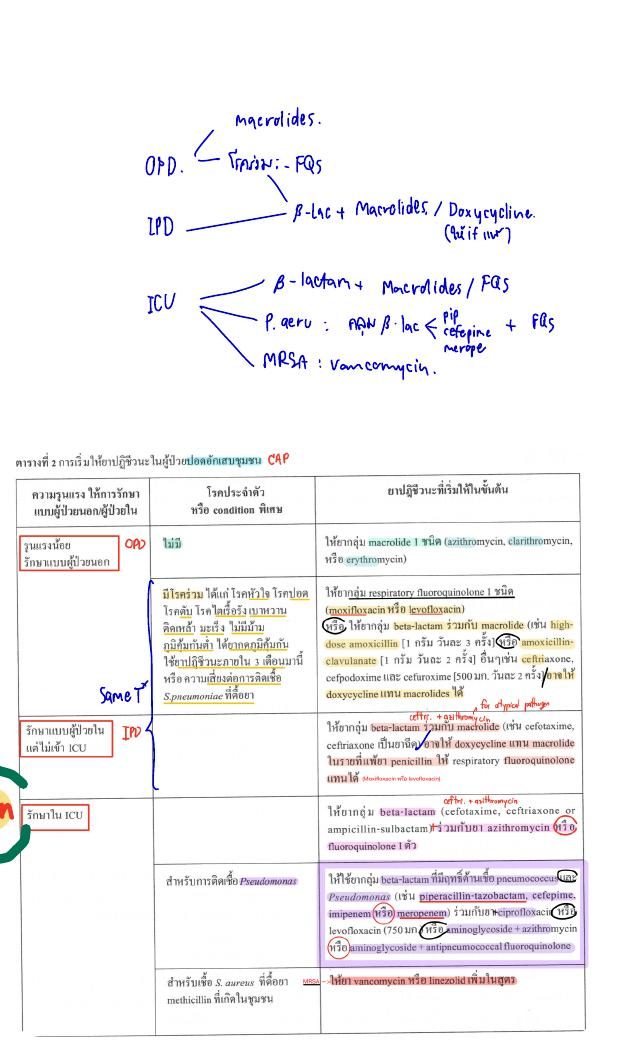 macrolides.
OPD.
โรคร่วม: - FQs
IPD
β-lac + Macrolides / Doxycycline.
(ให้ if แพ้)
β-lactam + Macrolides / FQs
ICU
P. aeru : คลุม β-lac < pip cefepime merope + FQs
MRSA : Vancomycin.
ตารางที่ 2 การเริ่มให้ยาปฏิชีวนะในผู้ป่วยปอดอักเสบชุมชน CAP
ความรุนแรง ให้การรักษา
แบบผู้ป่วยนอก/ผู้ป่วยใน
โรคประจำตัว
หรือ condition พิเศษ
ยาปฏิชีวนะที่เริ่มให้ในขั้นต้น
รุนแรงน้อย
รักษาแบบผู้ป่วยนอก
OPD
ไม่มี
ให้ยากลุ่ม macrolide 1 ชนิด (azithromycin, clarithromycin,
หรือ erythromycin)
มีโรคร่วม ได้แก่ โรคหัวใจ โรคปอด
โรคตับ โรคไตเรื้อรัง เบาหวาน
ติดเหล้า มะเร็ง ไม่มีม้าม
ภูมิคุ้มกันต่ำ ได้ยากดภูมิคุ้มกัน
ใช้ยาปฏิชีวนะภายใน 3 เดือนมานี้
หรือ ความเสี่ยงต่อการติดเชื้อ
S.pneumoniae ที่ดื้อยา
Same T
ให้ยากลุ่ม respiratory fluoroquinolone 1 ชนิด
(moxifloxacin หรือ levofloxacin)
หรือ ให้ยากลุ่ม beta-lactam ร่วมกับ macrolide (เช่น high-
dose amoxicillin [1 กรัม วันละ 3 ครั้ง] หรือ amoxicillin-
clavulanate [1 กรัม วันละ 2 ครั้ง] อื่นๆเช่น ceftriaxone,
cefpodoxime และ cefuroxime [500 มก. วันละ 2 ครั้ง] อาจให้
doxycycline แทน macrolides ได้
for atypical pathogen
รักษาแบบผู้ป่วยใน
แต่ไม่เข้า ICU
IPD
ceftri. + azithromycin
ให้ยากลุ่ม beta-lactam ร่วมกับ macrolide (เช่น cefotaxime,
ceftriaxone เป็นยาฉีด) อาจให้ doxycycline แทน macrolide
ในรายที่แพ้ยา penicillin ให้ respiratory fluoroquinolone
แทนได้ (Moxifloxacin หรือ levofloxacin)
รักษาใน ICU
ceftri. + azithromycin
ให้ยากลุ่ม beta-lactam (cefotaxime, ceftriaxone or
ampicillin-sulbactam) ร่วมกับยา azithromycin หรือ
fluoroquinolone 1 ตัว
สำหรับการติดเชื้อ Pseudomonas
ให้ใช้ยากลุ่ม beta-lactam ที่มีฤทธิ์ต้านเชื้อ pneumococcus และ
Pseudomonas (เช่น piperacillin-tazobactam, cefepime,
imipenem หรือ meropenem) ร่วมกับยา ciprofloxacin หรือ
levofloxacin (750 มก.) หรือ aminoglycoside + azithromycin
หรือ aminoglycoside + antipneumococcal fluoroquinolone
สำหรับเชื้อ S. aureus ที่ดื้อยา
methicillin ที่เกิดในชุมชน
MRSA
ให้ยา vancomycin หรือ linezolid เพิ่มในสูตร